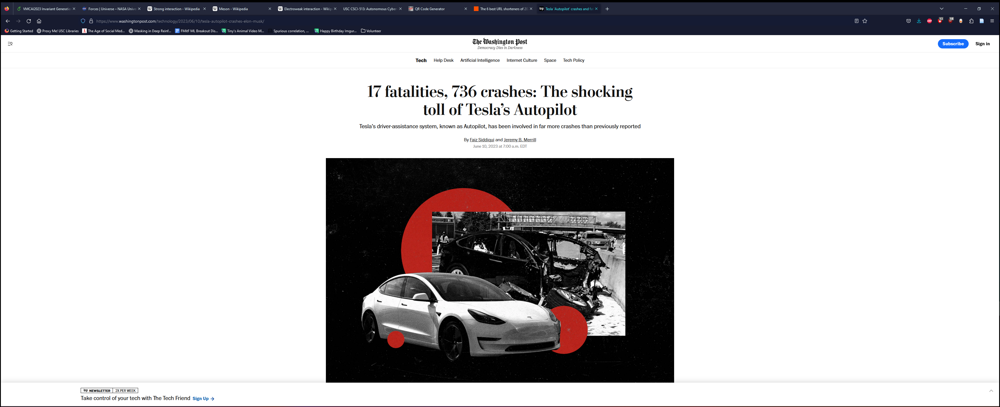 VMCAI2023 Invariant Generatio
Forces | Universe – NASA Unive
Strong interaction - Wikipedia
Meson - Wikipedia
Electroweak interaction - Wikip
USC CSCI-513: Autonomous Cyber-
QR Code Generator
The 6 best URL shorteners of 20
Tesla 'Autopilot' crashes and fat
https://www.washingtonpost.com/technology/2023/06/10/tesla-autopilot-crashes-elon-musk/
ABP
13
18
Getting Started
Proxy Me! USC Libraries
The Age of Social Med...
Masking in Deep Reinf...
FMitF ML Breakout Dis...
Tiny's Animal Video M...
Spurious correlation, ...
Happy Birthday Imgur...
Volunteer
The Washington Post
Democracy Dies in Darkness
Subscribe
Sign in
Tech
Help Desk
Artificial Intelligence
Internet Culture
Space
Tech Policy
17 fatalities, 736 crashes: The shocking
toll of Tesla's Autopilot
Tesla's driver-assistance system, known as Autopilot, has been involved in far more crashes than previously reported
By Faiz Siddiqui and Jeremy B. Merrill
June 10, 2023 at 7:00 a.m. EDT
wp NEWSLETTER
2X PER WEEK
Take control of your tech with The Tech Friend Sign Up →